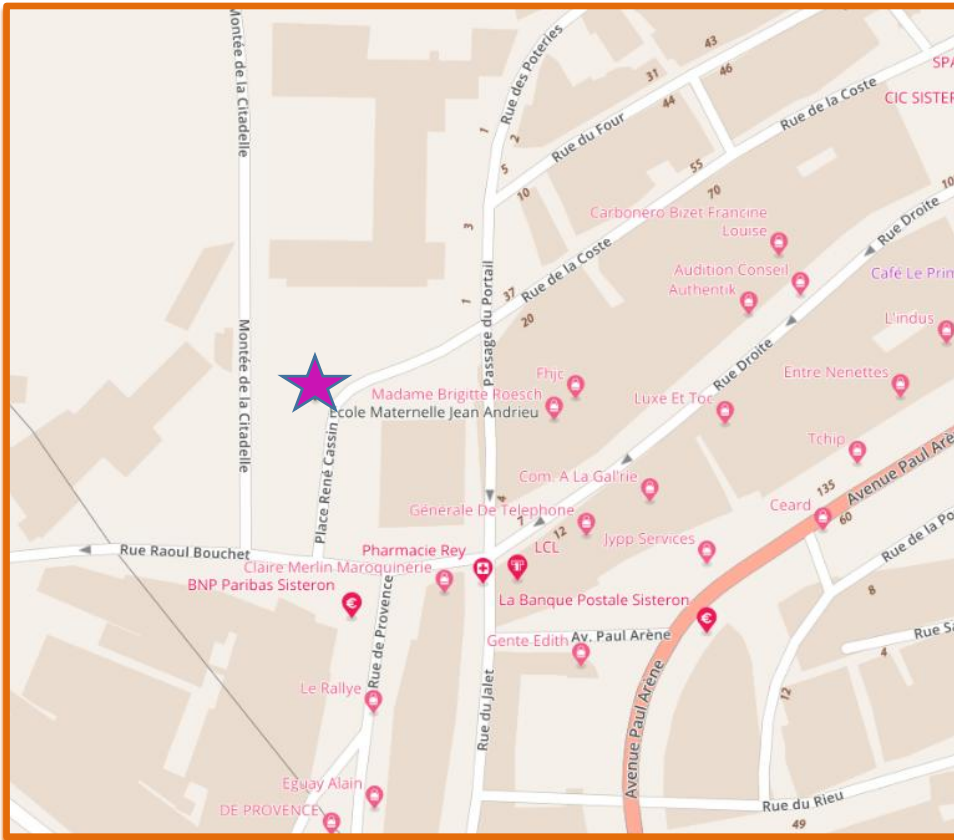 Montée de la Citadelle
Rue des Poteries
43
46
31
44
SPA
CIC SISTER
Rue de la Coste
1
2
Rue du Four
5
10
55
70
10
3
Carbonero Bizet Francine
Louise
Rue Droite
Passage du Portail
Rue de la Coste
Audition Conseil
Authentik
Café Le Prim
1
37
20
L'indus
Montée de la Citadelle
Rue Droite
Fhjc
Entre Nenettes
Madame Brigitte Roesch
Luxe Et Toc
École Maternelle Jean Andrieu
Tchip
Avenue Paul Arèn
Place René Cassin
Com. A La Gal'rie
135
4
7
12
Générale De Telephone
Ceard
60
Rue Raoul Bouchet
Pharmacie Rey
LCL
Jypp Services
Rue de la Po
Claire Merlin Maroquinerie
BNP Paribas Sisteron
La Banque Postale Sisteron
8
Rue de Provence
Gente Edith
Av. Paul Arène
Rue Sa
4
Le Rallye
Rue du Jalet
12
Avenue Paul Arène
Eguay Alain
DE PROVENCE
Rue du Rieu
49